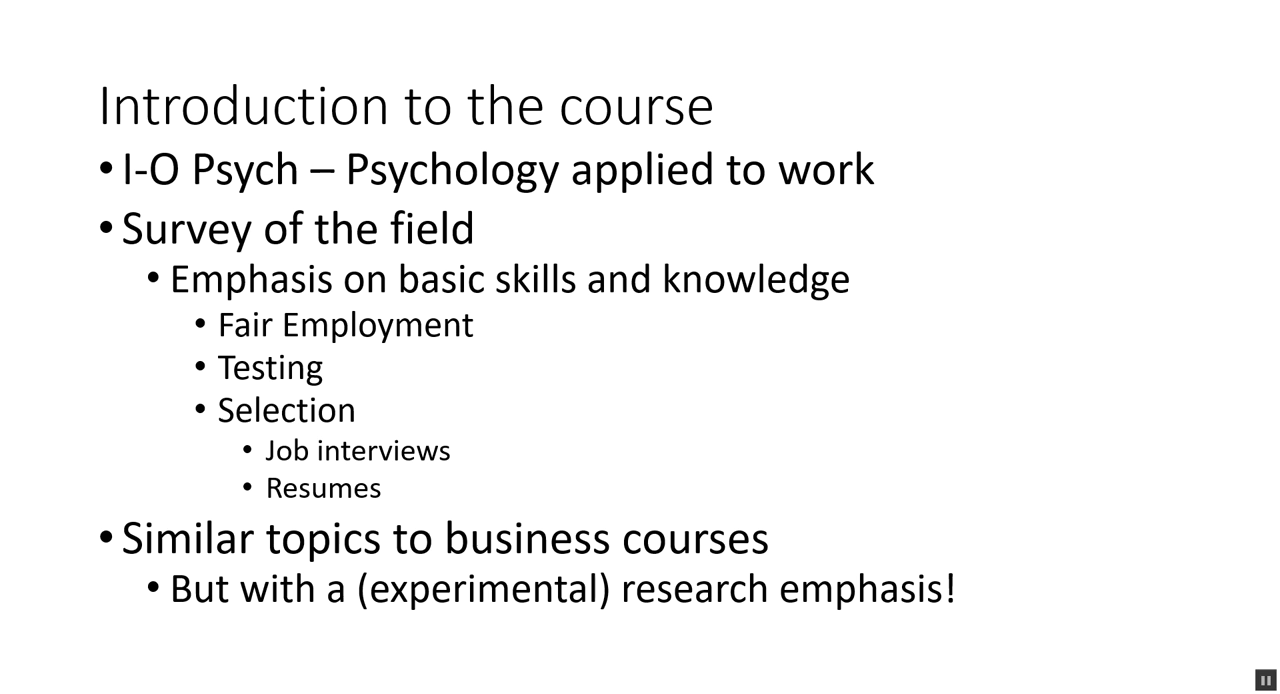 Introduction to the course
• I-O Psych – Psychology applied to work
• Survey of the field
• Emphasis on basic skills and knowledge
• Fair Employment
• Testing
• Selection
• Job interviews
• Resumes
• Similar topics to business courses
• But with a (experimental) research emphasis!